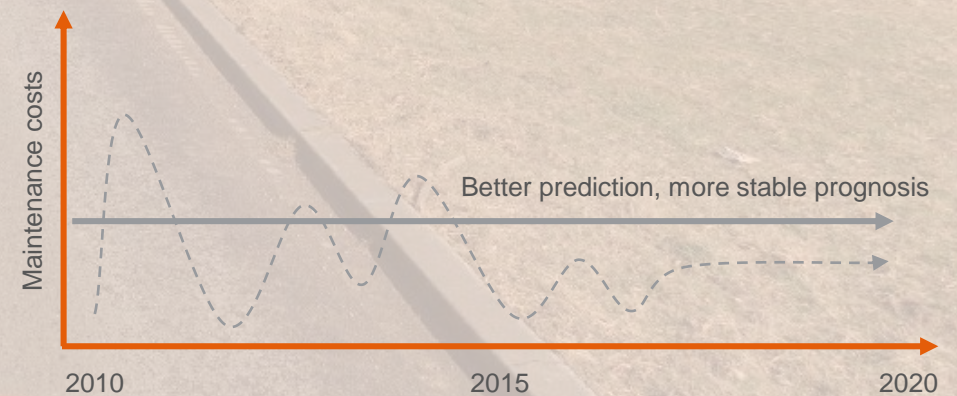 Maintenance costs
Better prediction, more stable prognosis
2010
2015
2020